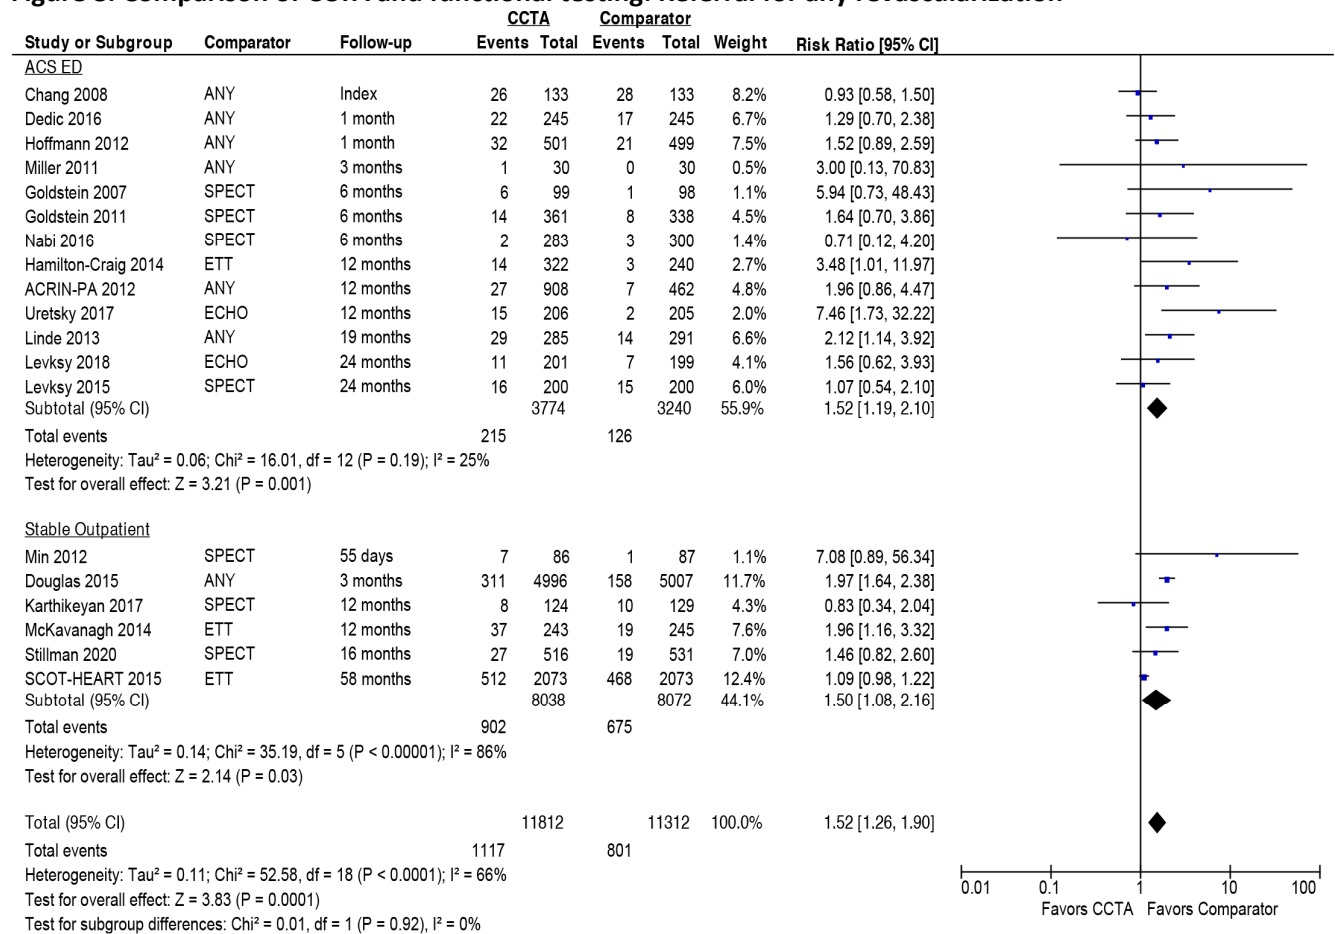 CCTA Comparator
Study or Subgroup Comparator Follow-up Events Total Events Total Weight Risk Ratio [95% CI]
ACS ED
Chang 2008 ANY Index 26 133 28 133 8.2% 0.93 [0.58, 1.50]
Dedic 2016 ANY 1 month 22 245 17 245 6.7% 1.29 [0.70, 2.38]
Hoffmann 2012 ANY 1 month 32 501 21 499 7.5% 1.52 [0.89, 2.59]
Miller 2011 ANY 3 months 1 30 0 30 0.5% 3.00 [0.13, 70.83]
Goldstein 2007 SPECT 6 months 6 99 1 98 1.1% 5.94 [0.73, 48.43]
Goldstein 2011 SPECT 6 months 14 361 8 338 4.5% 1.64 [0.70, 3.86]
Nabi 2016 SPECT 6 months 2 283 3 300 1.4% 0.71 [0.12, 4.20]
Hamilton-Craig 2014 ETT 12 months 14 322 3 240 2.7% 3.48 [1.01, 11.97]
ACRIN-PA 2012 ANY 12 months 27 908 7 462 4.8% 1.96 [0.86, 4.47]
Uretsky 2017 ECHO 12 months 15 206 2 205 2.0% 7.46 [1.73, 32.22]
Linde 2013 ANY 19 months 29 285 14 291 6.6% 2.12 [1.14, 3.92]
Levksy 2018 ECHO 24 months 11 201 7 199 4.1% 1.56 [0.62, 3.93]
Levksy 2015 SPECT 24 months 16 200 15 200 6.0% 1.07 [0.54, 2.10]
Subtotal (95% CI) 3774 3240 55.9% 1.52 [1.19, 2.10]
Total events 215 126
Heterogeneity: Tau² = 0.06; Chi² = 16.01, df = 12 (P = 0.19); I² = 25%
Test for overall effect: Z = 3.21 (P = 0.001)
Stable Outpatient
Min 2012 SPECT 55 days 7 86 1 87 1.1% 7.08 [0.89, 56.34]
Douglas 2015 ANY 3 months 311 4996 158 5007 11.7% 1.97 [1.64, 2.38]
Karthikeyan 2017 SPECT 12 months 8 124 10 129 4.3% 0.83 [0.34, 2.04]
McKavanagh 2014 ETT 12 months 37 243 19 245 7.6% 1.96 [1.16, 3.32]
Stillman 2020 SPECT 16 months 27 516 19 531 7.0% 1.46 [0.82, 2.60]
SCOT-HEART 2015 ETT 58 months 512 2073 468 2073 12.4% 1.09 [0.98, 1.22]
Subtotal (95% CI) 8038 8072 44.1% 1.50 [1.08, 2.16]
Total events 902 675
Heterogeneity: Tau² = 0.14; Chi² = 35.19, df = 5 (P < 0.00001); I² = 86%
Test for overall effect: Z = 2.14 (P = 0.03)
Total (95% CI) 11812 11312 100.0% 1.52 [1.26, 1.90]
Total events 1117 801
Heterogeneity: Tau² = 0.11; Chi² = 52.58, df = 18 (P < 0.0001); I² = 66%
Test for overall effect: Z = 3.83 (P = 0.0001)
Test for subgroup differences: Chi² = 0.01, df = 1 (P = 0.92), I² = 0%
0.01 0.1 1 10 100
Favors CCTA Favors Comparator